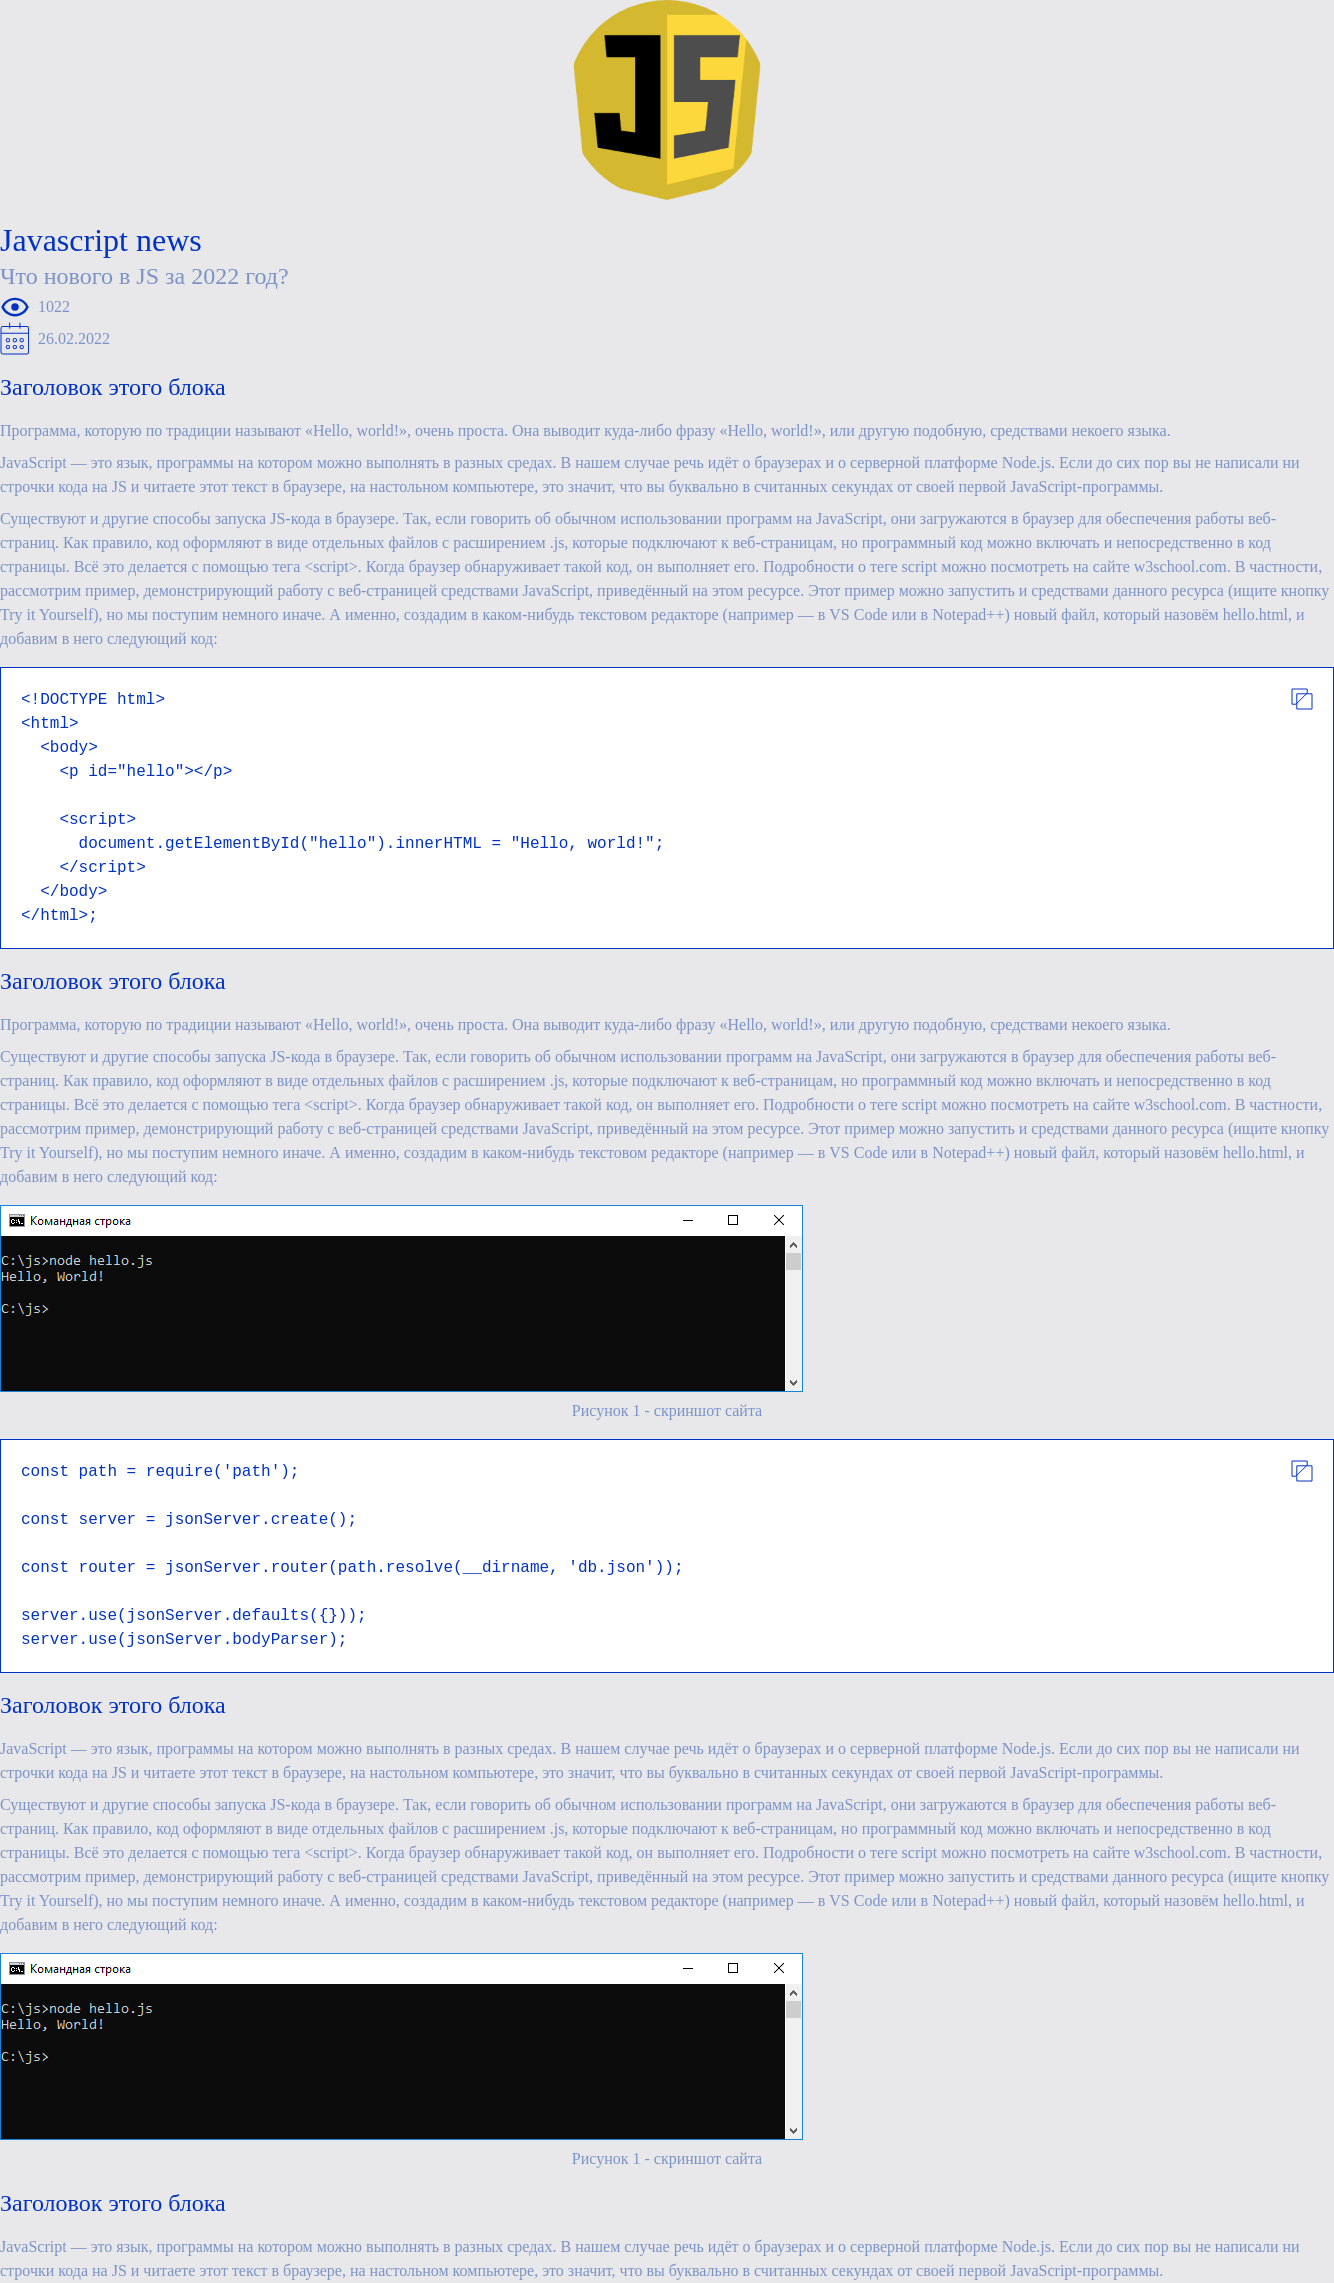 JS
Javascript news
Что нового в JS за 2022 год?
1022
26.02.2022
Заголовок этого блока
Программа, которую по традиции называют «Hello, world!», очень проста. Она выводит куда-либо фразу «Hello, world!», или другую подобную, средствами некоего языка.
JavaScript — это язык, программы на котором можно выполнять в разных средах. В нашем случае речь идёт о браузерах и о серверной платформе Node.js. Если до сих пор вы не написали ни
строчки кода на JS и читаете этот текст в браузере, на настольном компьютере, это значит, что вы буквально в считанных секундах от своей первой JavaScript-программы.
Существуют и другие способы запуска JS-кода в браузере. Так, если говорить об обычном использовании программ на JavaScript, они загружаются в браузер для обеспечения работы веб-
страниц. Как правило, код оформляют в виде отдельных файлов с расширением .js, которые подключают к веб-страницам, но программный код можно включать и непосредственно в код
страницы. Всё это делается с помощью тега <script>. Когда браузер обнаруживает такой код, он выполняет его. Подробности о теге script можно посмотреть на сайте w3school.com. В частности,
рассмотрим пример, демонстрирующий работу с веб-страницей средствами JavaScript, приведённый на этом ресурсе. Этот пример можно запустить и средствами данного ресурса (ищите кнопку
Try it Yourself), но мы поступим немного иначе. А именно, создадим в каком-нибудь текстовом редакторе (например — в VS Code или в Notepad++) новый файл, который назовём hello.html, и
добавим в него следующий код:
<!DOCTYPE html>
<html>
  <body>
    <p id="hello"></p>

    <script>
      document.getElementById("hello").innerHTML = "Hello, world!";
    </script>
  </body>
</html>;
Заголовок этого блока
Программа, которую по традиции называют «Hello, world!», очень проста. Она выводит куда-либо фразу «Hello, world!», или другую подобную, средствами некоего языка.
Существуют и другие способы запуска JS-кода в браузере. Так, если говорить об обычном использовании программ на JavaScript, они загружаются в браузер для обеспечения работы веб-
страниц. Как правило, код оформляют в виде отдельных файлов с расширением .js, которые подключают к веб-страницам, но программный код можно включать и непосредственно в код
страницы. Всё это делается с помощью тега <script>. Когда браузер обнаруживает такой код, он выполняет его. Подробности о теге script можно посмотреть на сайте w3school.com. В частности,
рассмотрим пример, демонстрирующий работу с веб-страницей средствами JavaScript, приведённый на этом ресурсе. Этот пример можно запустить и средствами данного ресурса (ищите кнопку
Try it Yourself), но мы поступим немного иначе. А именно, создадим в каком-нибудь текстовом редакторе (например — в VS Code или в Notepad++) новый файл, который назовём hello.html, и
добавим в него следующий код:
Командная строка
C:\js>node hello.js
Hello, World!
C:\js>
Рисунок 1 - скриншот сайта
const path = require('path');

const server = jsonServer.create();

const router = jsonServer.router(path.resolve(__dirname, 'db.json'));

server.use(jsonServer.defaults({}));
server.use(jsonServer.bodyParser);
Заголовок этого блока
JavaScript — это язык, программы на котором можно выполнять в разных средах. В нашем случае речь идёт о браузерах и о серверной платформе Node.js. Если до сих пор вы не написали ни
строчки кода на JS и читаете этот текст в браузере, на настольном компьютере, это значит, что вы буквально в считанных секундах от своей первой JavaScript-программы.
Существуют и другие способы запуска JS-кода в браузере. Так, если говорить об обычном использовании программ на JavaScript, они загружаются в браузер для обеспечения работы веб-
страниц. Как правило, код оформляют в виде отдельных файлов с расширением .js, которые подключают к веб-страницам, но программный код можно включать и непосредственно в код
страницы. Всё это делается с помощью тега <script>. Когда браузер обнаруживает такой код, он выполняет его. Подробности о теге script можно посмотреть на сайте w3school.com. В частности,
рассмотрим пример, демонстрирующий работу с веб-страницей средствами JavaScript, приведённый на этом ресурсе. Этот пример можно запустить и средствами данного ресурса (ищите кнопку
Try it Yourself), но мы поступим немного иначе. А именно, создадим в каком-нибудь текстовом редакторе (например — в VS Code или в Notepad++) новый файл, который назовём hello.html, и
добавим в него следующий код:
Командная строка
C:\js>node hello.js
Hello, World!
C:\js>
Рисунок 1 - скриншот сайта
Заголовок этого блока
JavaScript — это язык, программы на котором можно выполнять в разных средах. В нашем случае речь идёт о браузерах и о серверной платформе Node.js. Если до сих пор вы не написали ни
строчки кода на JS и читаете этот текст в браузере, на настольном компьютере, это значит, что вы буквально в считанных секундах от своей первой JavaScript-программы.